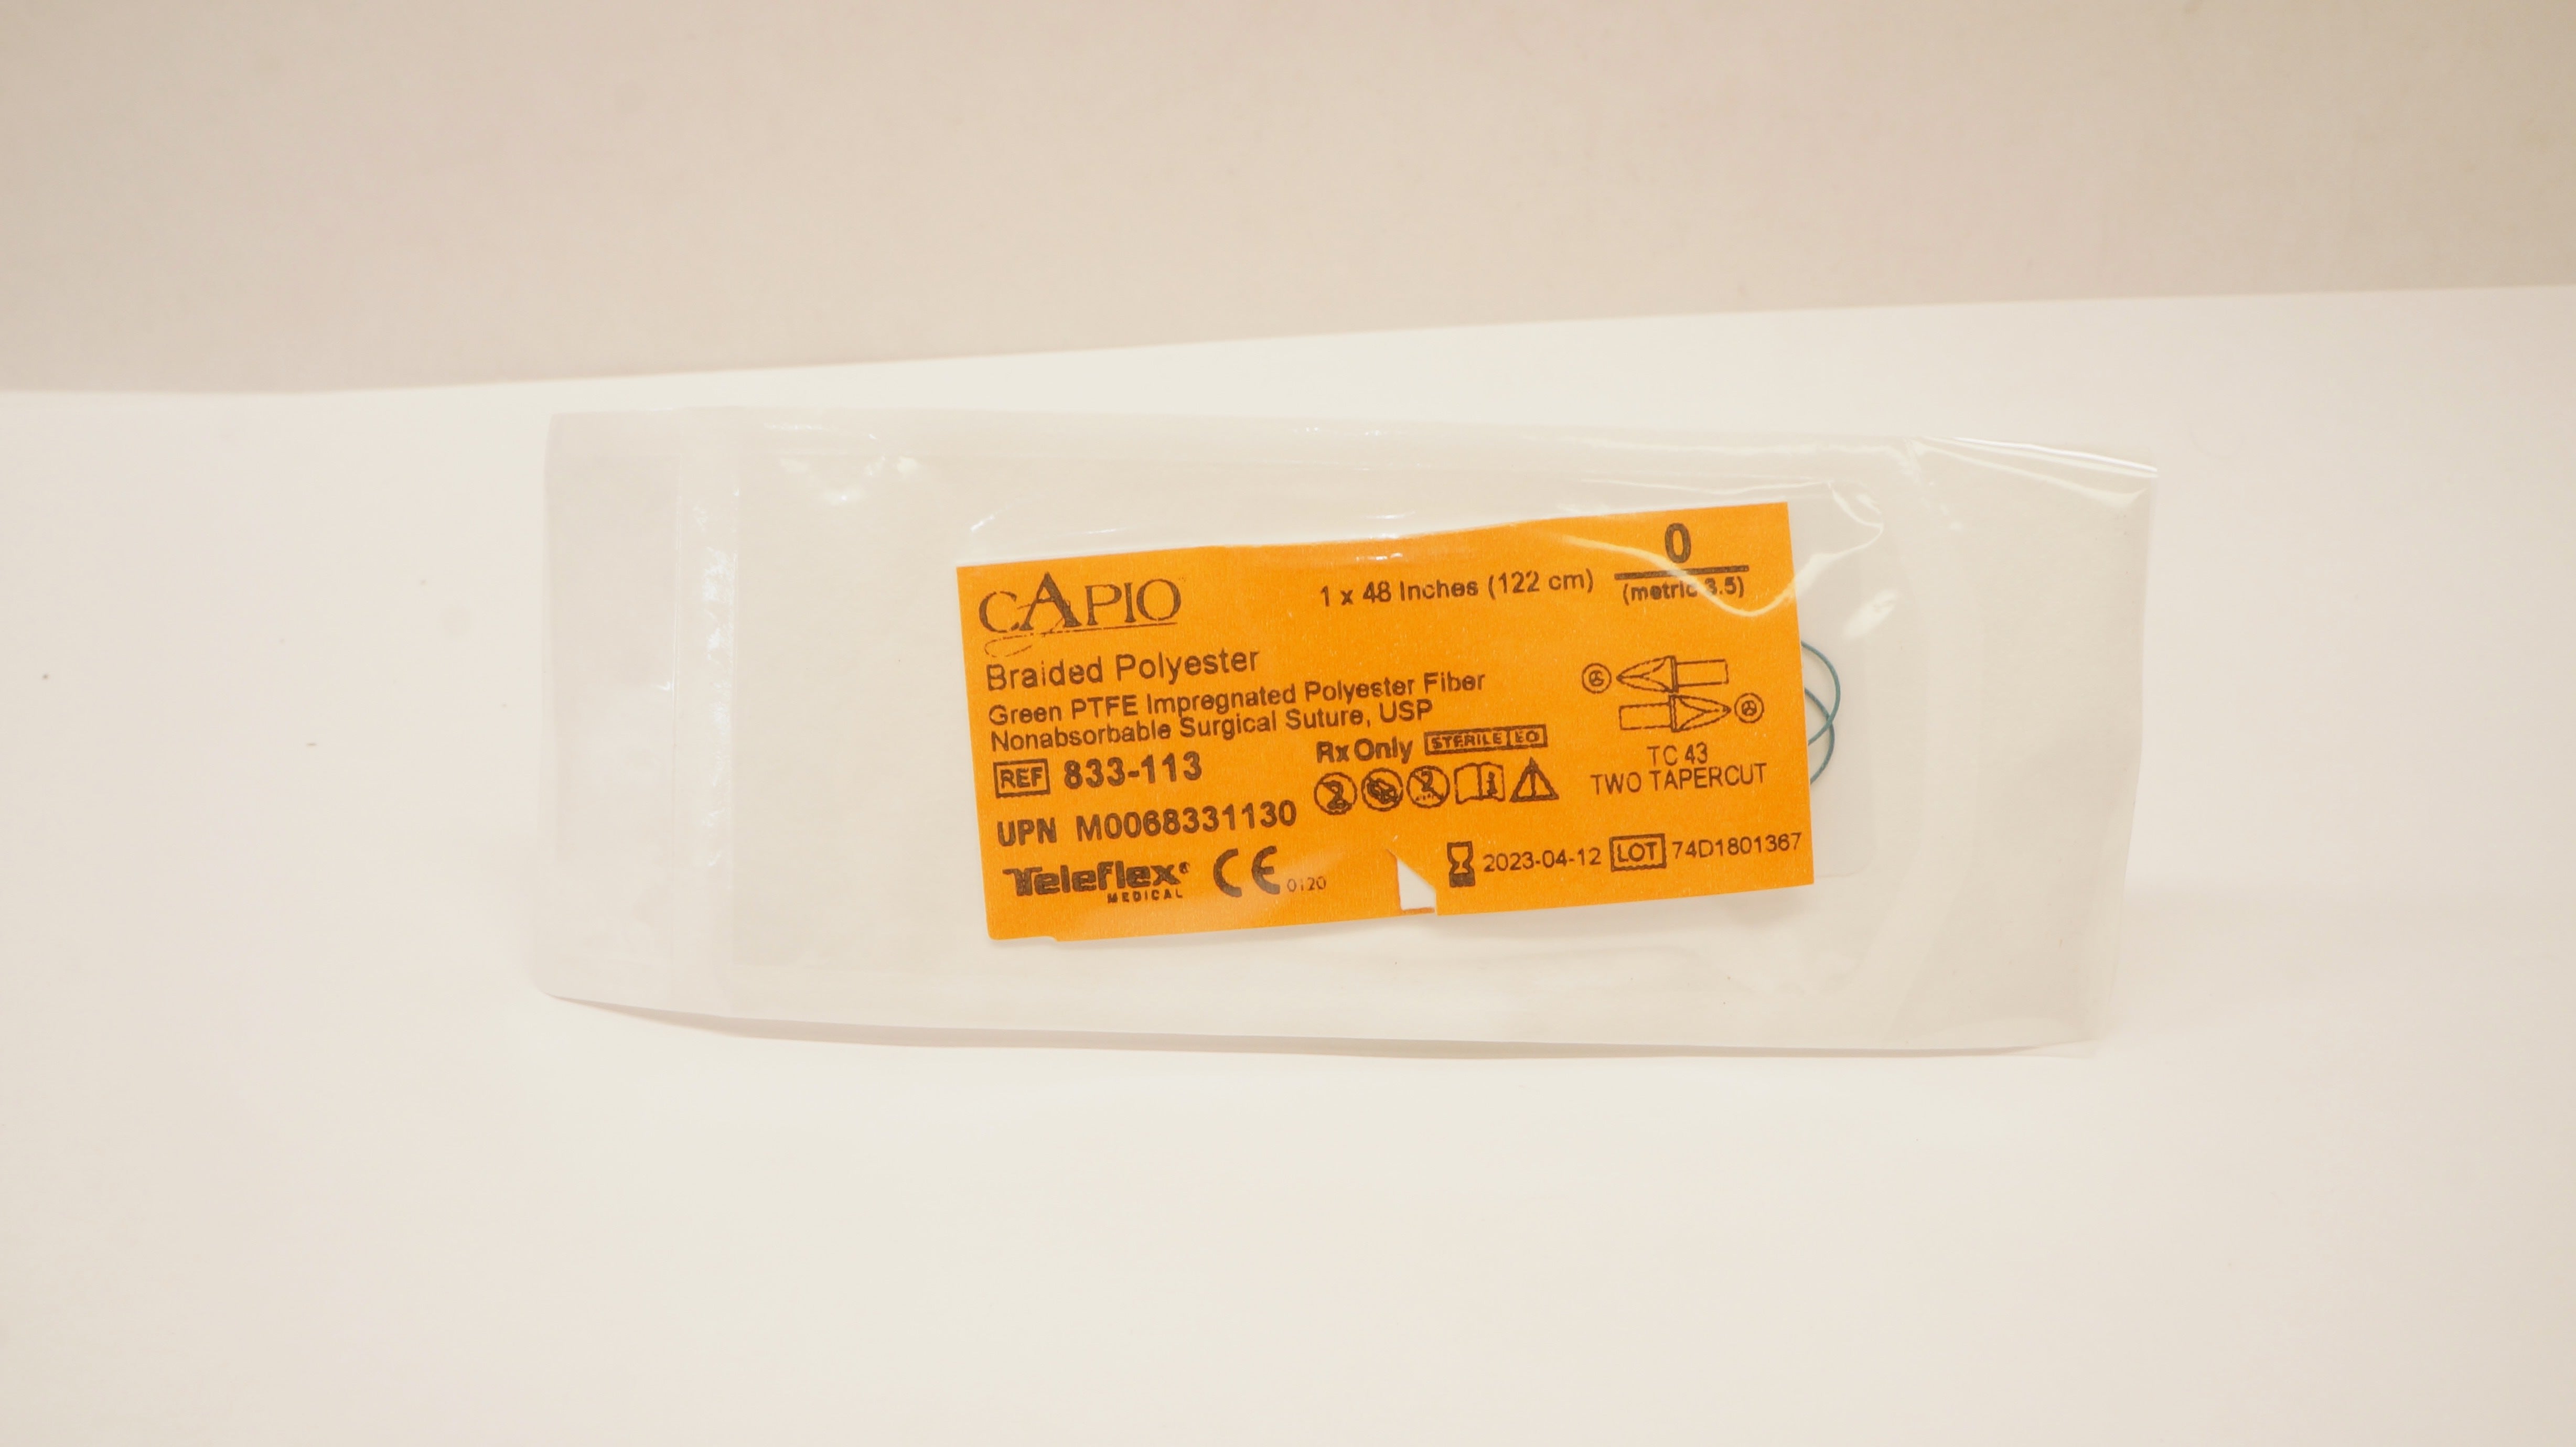 CAPIO
1 x 48 Inches (122 cm)
0
(metric 3.5)
Braided Polyester
Green PTFE Impregnated Polyester Fiber
Nonabsorbable Surgical Suture, USP
REF 833-113
Rx Only STERILE EO
UPN M0068331130
TC 43
TWO TAPERCUT
Teleflex®
MEDICAL
CE 0120
2023-04-12 LOT 74D1801367